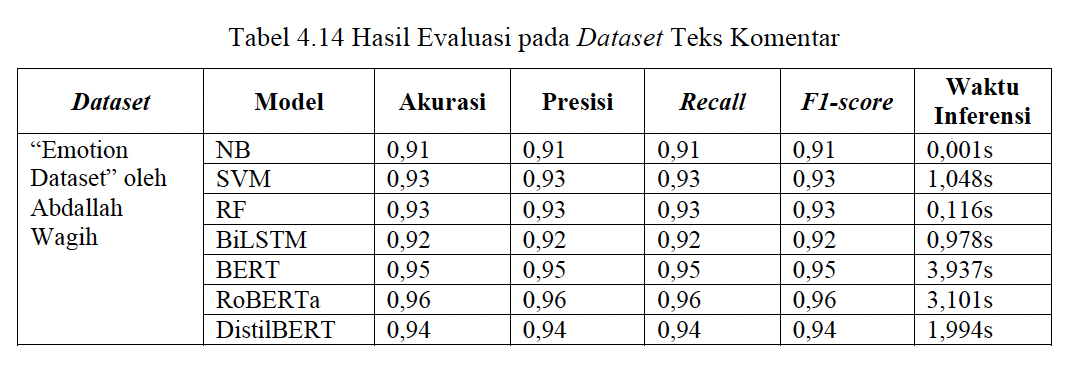 Tabel 4.14 Hasil Evaluasi pada Dataset Teks Komentar
Dataset Model Akurasi Presisi Recall F1-score Waktu Inferensi
“Emotion Dataset” oleh Abdallah Wagih
NB 0,91 0,91 0,91 0,91 0,001s
SVM 0,93 0,93 0,93 0,93 1,048s
RF 0,93 0,93 0,93 0,93 0,116s
BiLSTM 0,92 0,92 0,92 0,92 0,978s
BERT 0,95 0,95 0,95 0,95 3,937s
RoBERTa 0,96 0,96 0,96 0,96 3,101s
DistilBERT 0,94 0,94 0,94 0,94 1,994s